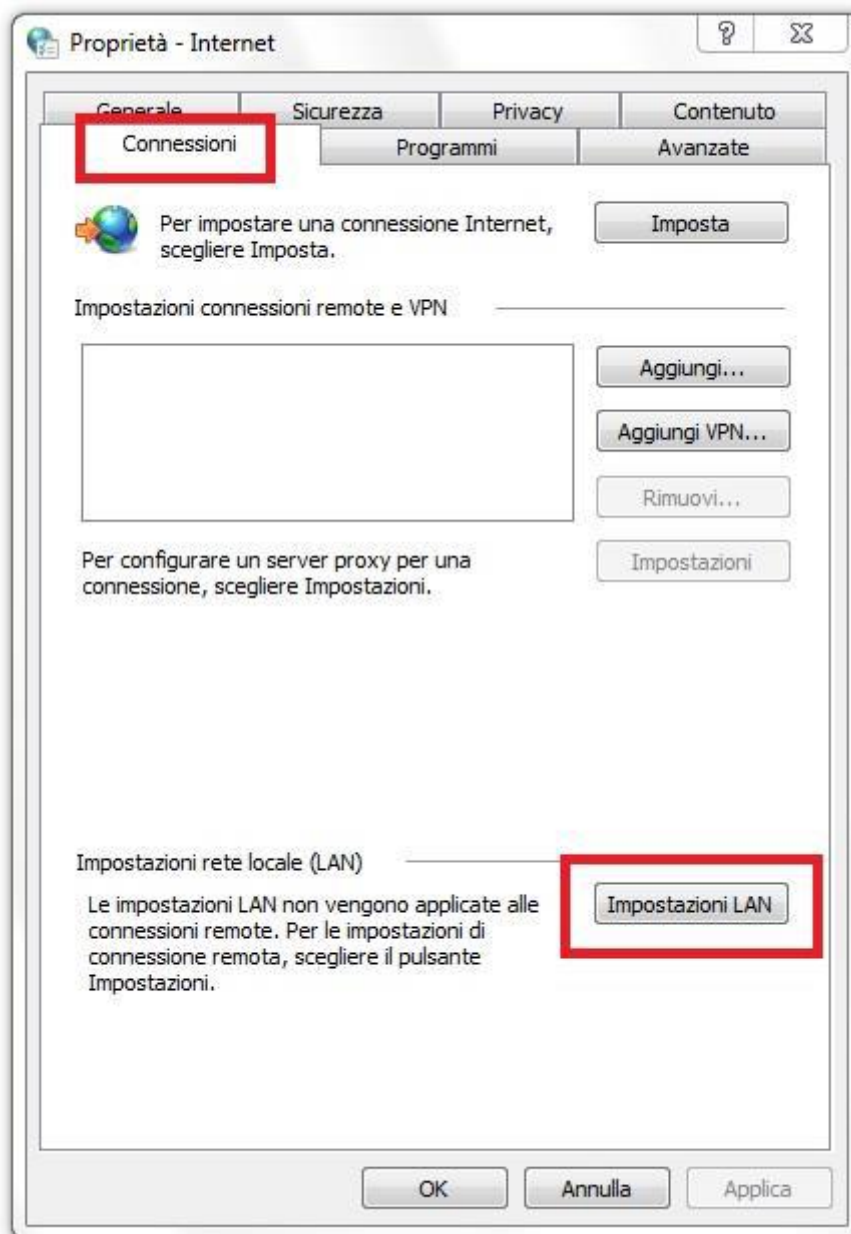 Proprietà - Internet
Generale
Sicurezza
Privacy
Contenuto
Connessioni
Programmi
Avanzate
Per impostare una connessione Internet,
scegliere Imposta.
Imposta
Impostazioni connessioni remote e VPN
Aggiungi...
Aggiungi VPN...
Rimuovi...
Per configurare un server proxy per una
connessione, scegliere Impostazioni.
Impostazioni
Impostazioni rete locale (LAN)
Le impostazioni LAN non vengono applicate alle
connessioni remote. Per le impostazioni di
connessione remota, scegliere il pulsante
Impostazioni.
Impostazioni LAN
OK
Annulla
Applica